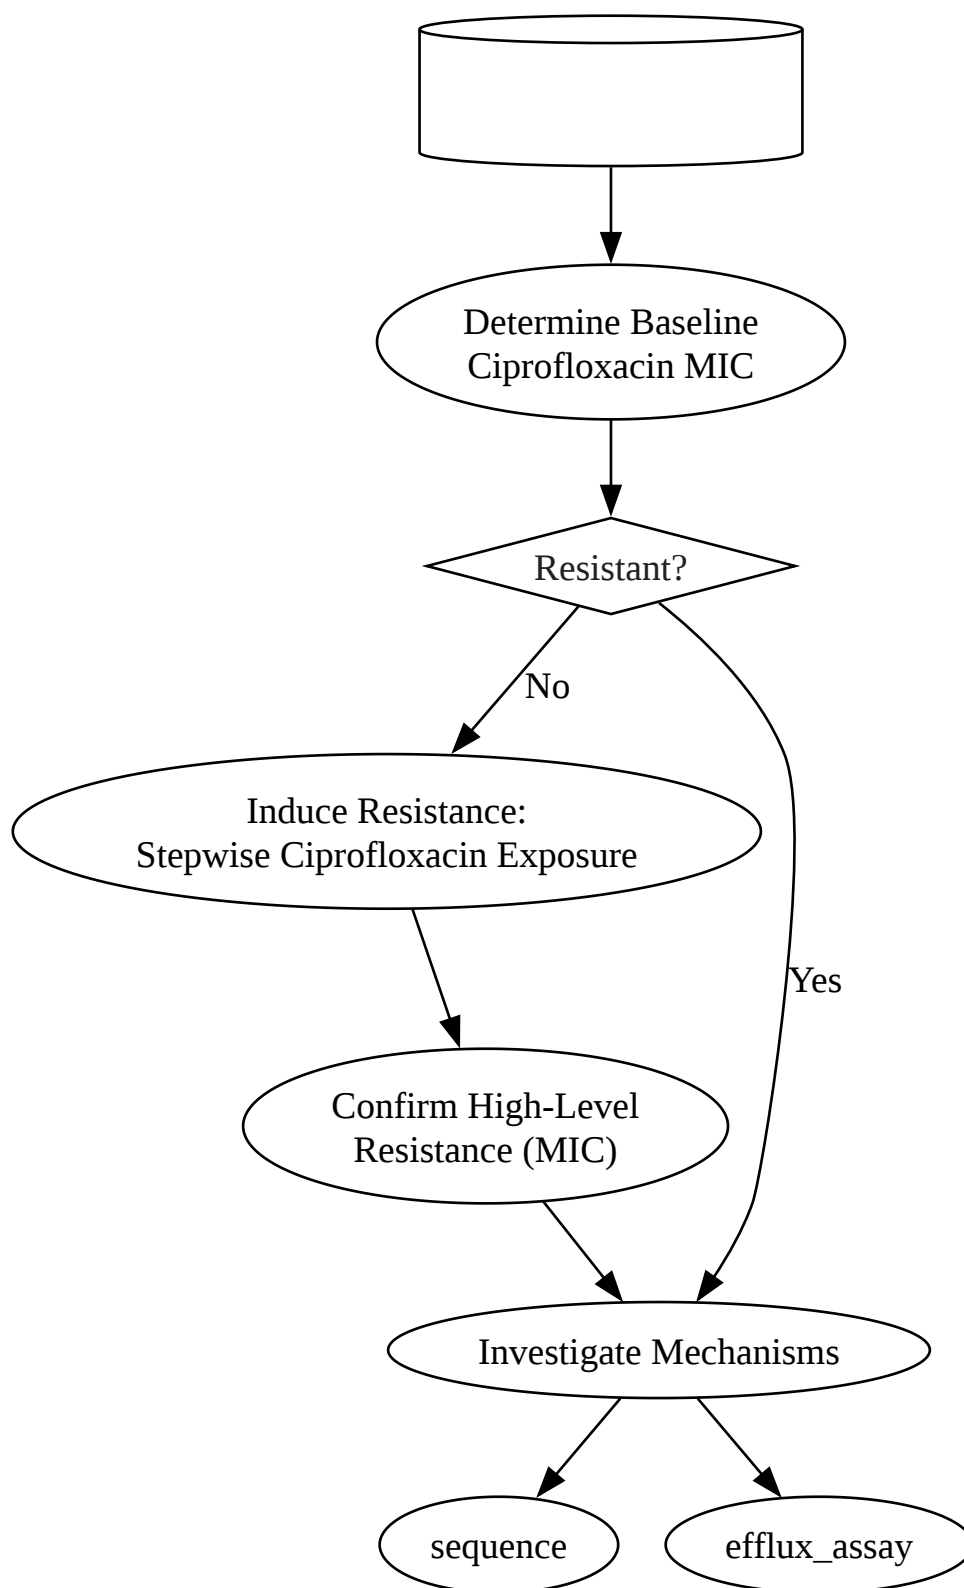 Determine Baseline
Ciprofloxacin MIC
Resistant?
No
Induce Resistance:
Stepwise Ciprofloxacin Exposure
Yes
Confirm High-Level
Resistance (MIC)
Investigate Mechanisms
sequence
efflux_assay